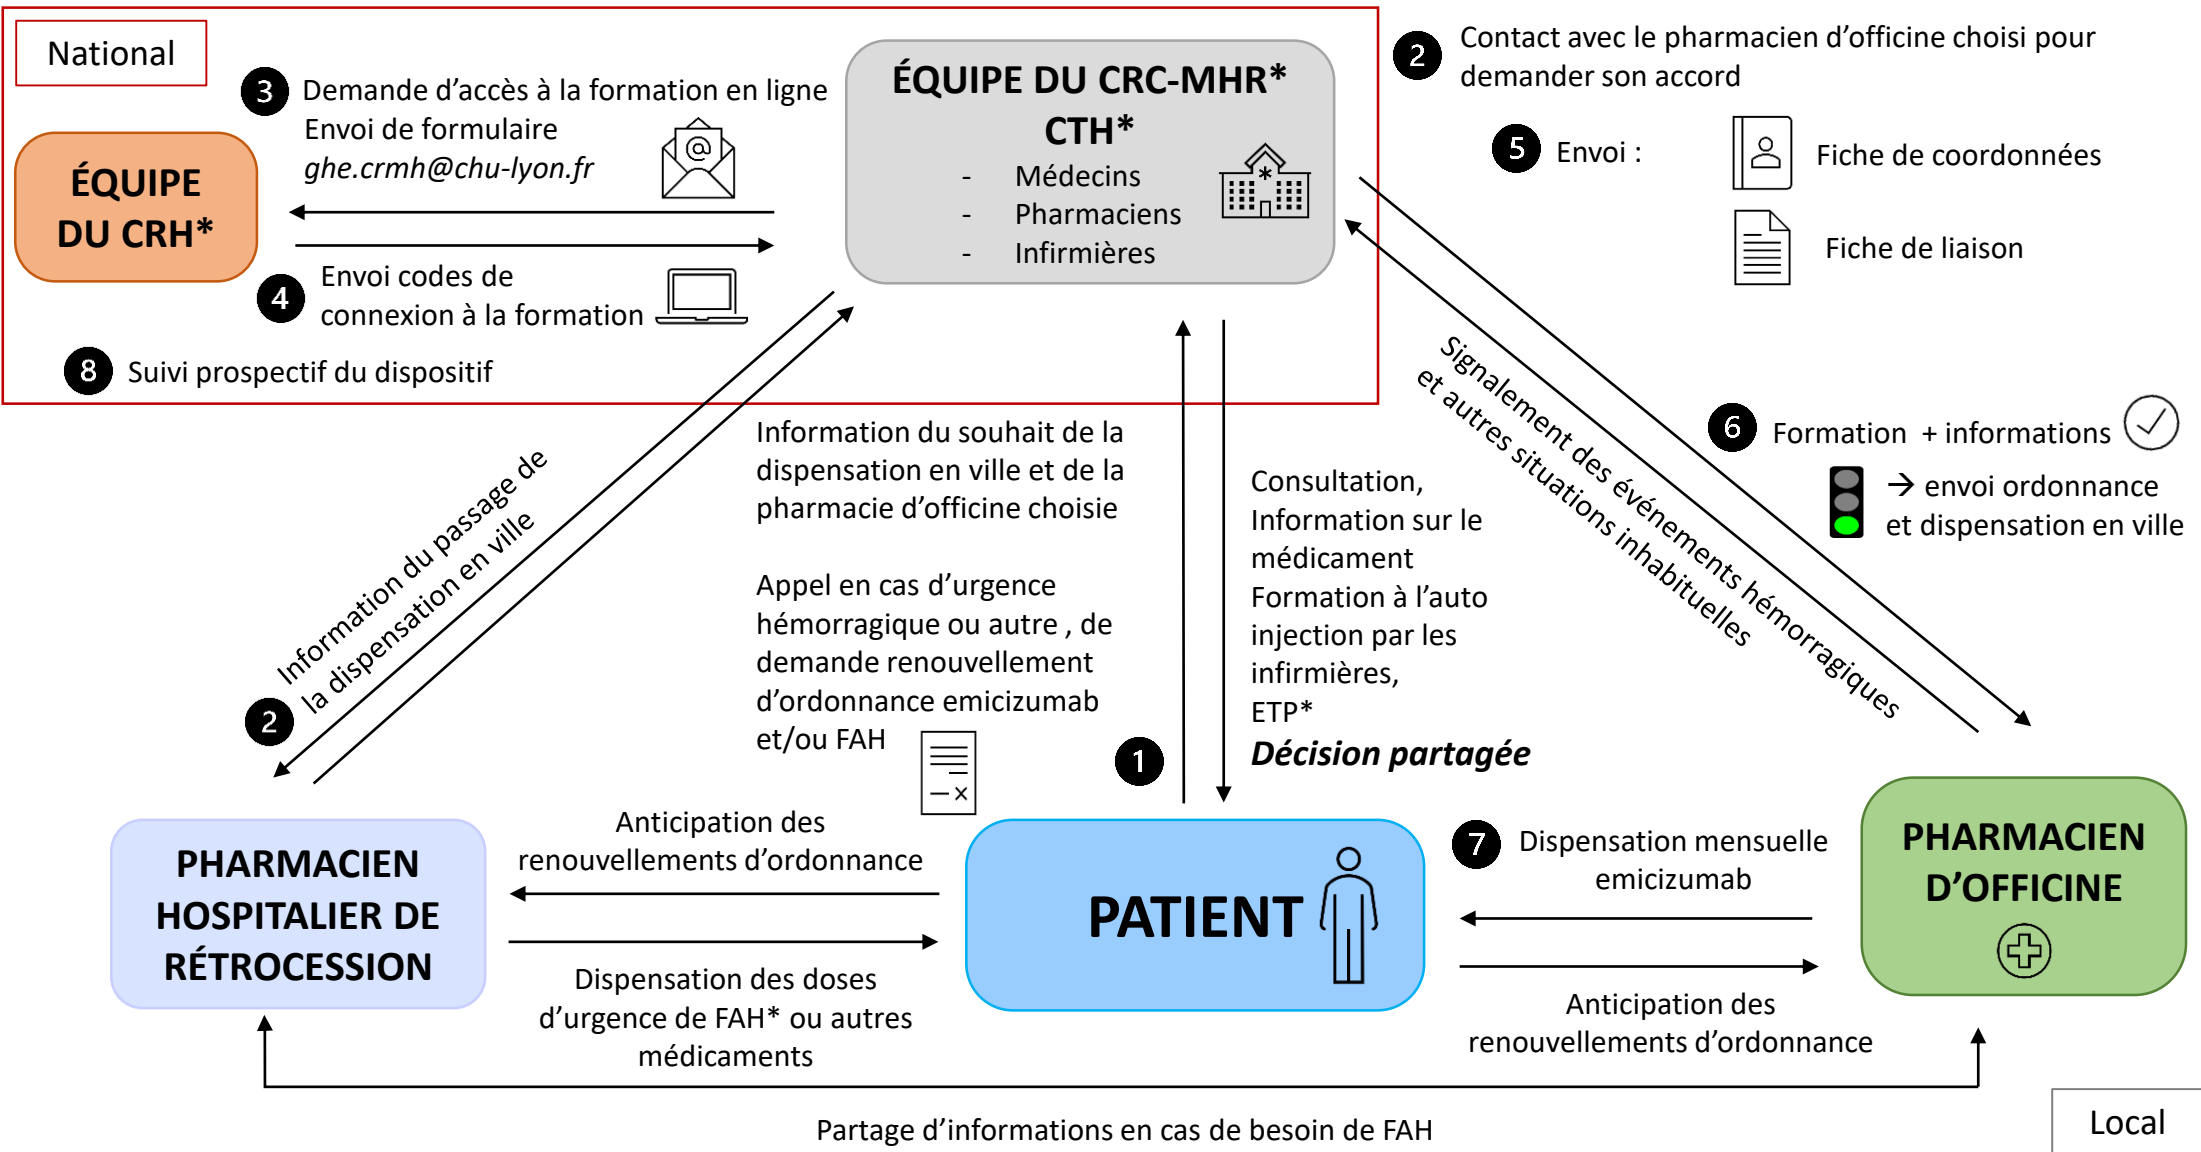 National
3 Demande d'accès à la formation en ligne
Envoi de formulaire
ghe.crmh@chu-lyon.fr
@
ÉQUIPE
DU CRH*
4 Envoi codes de
connexion à la formation
8 Suivi prospectif du dispositif
ÉQUIPE DU CRC-MHR*
CTH*
- Médecins
- Pharmaciens
- Infirmières
*
2 Contact avec le pharmacien d'officine choisi pour
demander son accord
5 Envoi :
Fiche de coordonnées
Fiche de liaison
Signalement des événements hémorragiques
et autres situations inhabituelles
6 Formation + informations
→ envoi ordonnance
et dispensation en ville
Information du passage de
la dispensation en ville
2
Information du souhait de la
dispensation en ville et de la
pharmacie d'officine choisie
Appel en cas d'urgence
hémorragique ou autre , de
demande renouvellement
d'ordonnance emicizumab
et/ou FAH
1
Consultation,
Information sur le
médicament
Formation à l'auto
injection par les
infirmières,
ETP*
Décision partagée
PHARMACIEN
HOSPITALIER DE
RÉTROCESSION
Anticipation des
renouvellements d'ordonnance
Dispensation des doses
d'urgence de FAH* ou autres
médicaments
PATIENT
7 Dispensation mensuelle
emicizumab
Anticipation des
renouvellements d'ordonnance
PHARMACIEN
D'OFFICINE
Partage d'informations en cas de besoin de FAH
Local